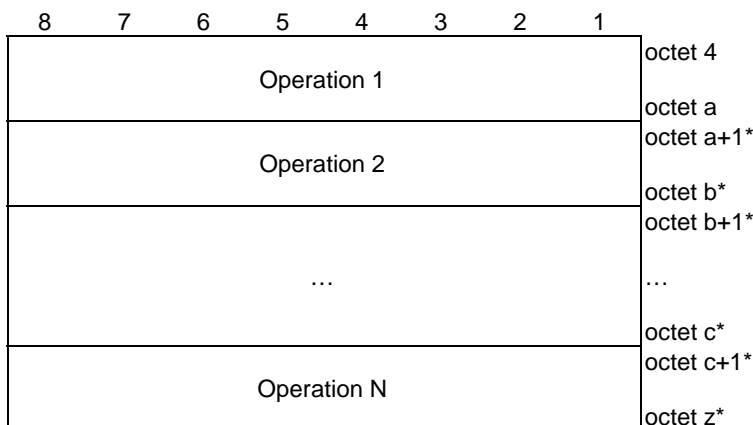 8 7 6 5 4 3 2 1
octet 4
Operation 1
octet a
octet a+1*
Operation 2
octet b*
octet b+1*
… …
octet c*
octet c+1*
Operation N
octet z*